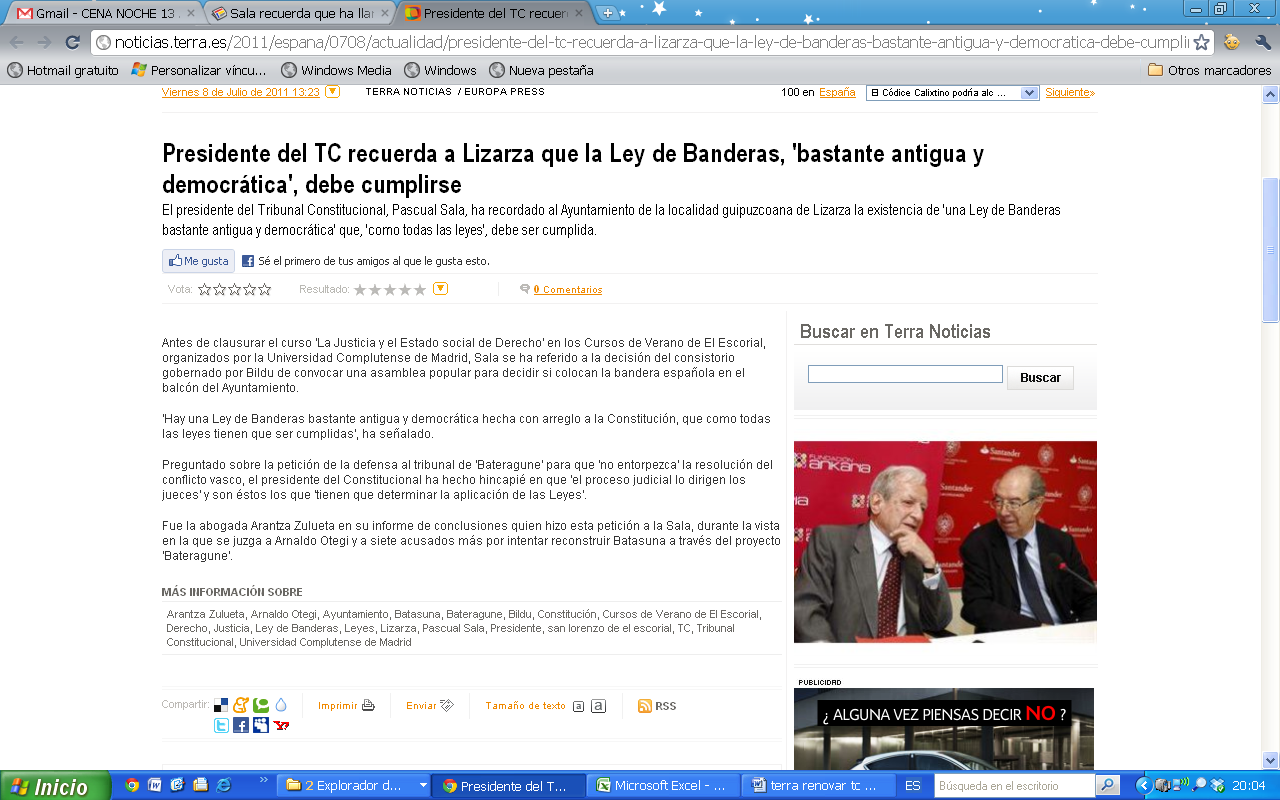 Gmail - CENA NOCHE 13
Sala recuerda que ha llar
Presidente del TC recuer
noticias.terra.es/2011/espana/0708/actualidad/presidente-del-tc-recuerda-a-lizarza-que-la-ley-de-banderas-bastante-antigua-y-democratica-debe-cumplir
Hotmail gratuito
Personalizar víncu...
Windows Media
Windows
Nueva pestaña
Otros marcadores
Viernes 8 de Julio de 2011 13:23
TERRA NOTICIAS / EUROPA PRESS
100 en España
El Códice Calixtino podría alc ...
Siguiente»
Presidente del TC recuerda a Lizarza que la Ley de Banderas, 'bastante antigua y
democrática', debe cumplirse
El presidente del Tribunal Constitucional, Pascual Sala, ha recordado al Ayuntamiento de la localidad guipuzcoana de Lizarza la existencia de 'una Ley de Banderas
bastante antigua y democrática' que, 'como todas las leyes', debe ser cumplida.
Me gusta
Sé el primero de tus amigos al que le gusta esto.
Vota:
Resultado:
0 Comentarios
Antes de clausurar el curso 'La Justicia y el Estado social de Derecho' en los Cursos de Verano de El Escorial,
organizados por la Universidad Complutense de Madrid, Sala se ha referido a la decisión del consistorio
gobernado por Bildu de convocar una asamblea popular para decidir si colocan la bandera española en el
balcón del Ayuntamiento.
'Hay una Ley de Banderas bastante antigua y democrática hecha con arreglo a la Constitución, que como todas
las leyes tienen que ser cumplidas', ha señalado.
Preguntado sobre la petición de la defensa al tribunal de 'Bateragune' para que 'no entorkezca' la resolución del
conflicto vasco, el presidente del Constitucional ha hecho hincapié en que 'el proceso judicial lo dirigen los
jueces' y son éstos los que 'tienen que determinar la aplicación de las Leyes'.
Fue la abogada Arantza Zulueta en su informe de conclusiones quien hizo esta petición a la Sala, durante la vista
en la que se juzga a Arnaldo Otegi y a siete acusados más por intentar reconstruir Batasuna a través del proyecto
'Bateragune'.
MÁS INFORMACIÓN SOBRE
Arantza Zulueta, Arnaldo Otegi, Ayuntamiento, Batasuna, Bateragune, Bildu, Constitución, Cursos de Verano de El Escorial,
Derecho, Justicia, Ley de Banderas, Leyes, Lizarza, Pascual Sala, Presidente, san lorenzo de el escorial, TC, Tribunal
Constitucional, Universidad Complutense de Madrid
Compartir:
Imprimir
Enviar
Tamaño de texto
a
a
RSS
Buscar en Terra Noticias
Buscar
FUNDACIÓN
ankaria
Santander
PUBLICIDAD
¿ ALGUNA VEZ PIENSAS DECIR NO ?
Inicio
2 Explorador d...
Presidente del T...
Microsoft Excel - ...
terra renovar tc ...
ES
Búsqueda en el escritorio
20:04